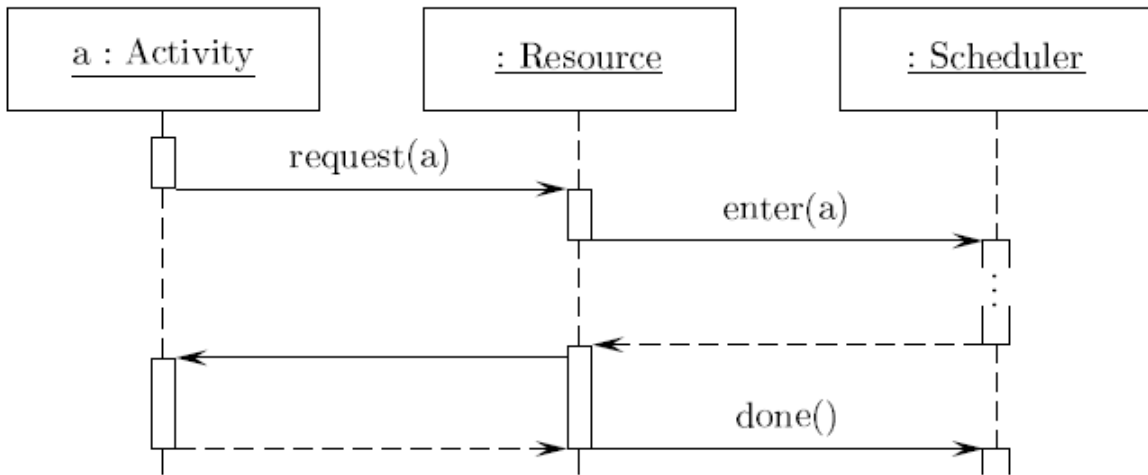 a : Activity
: Resource
: Scheduler
request(a)
enter(a)
done()